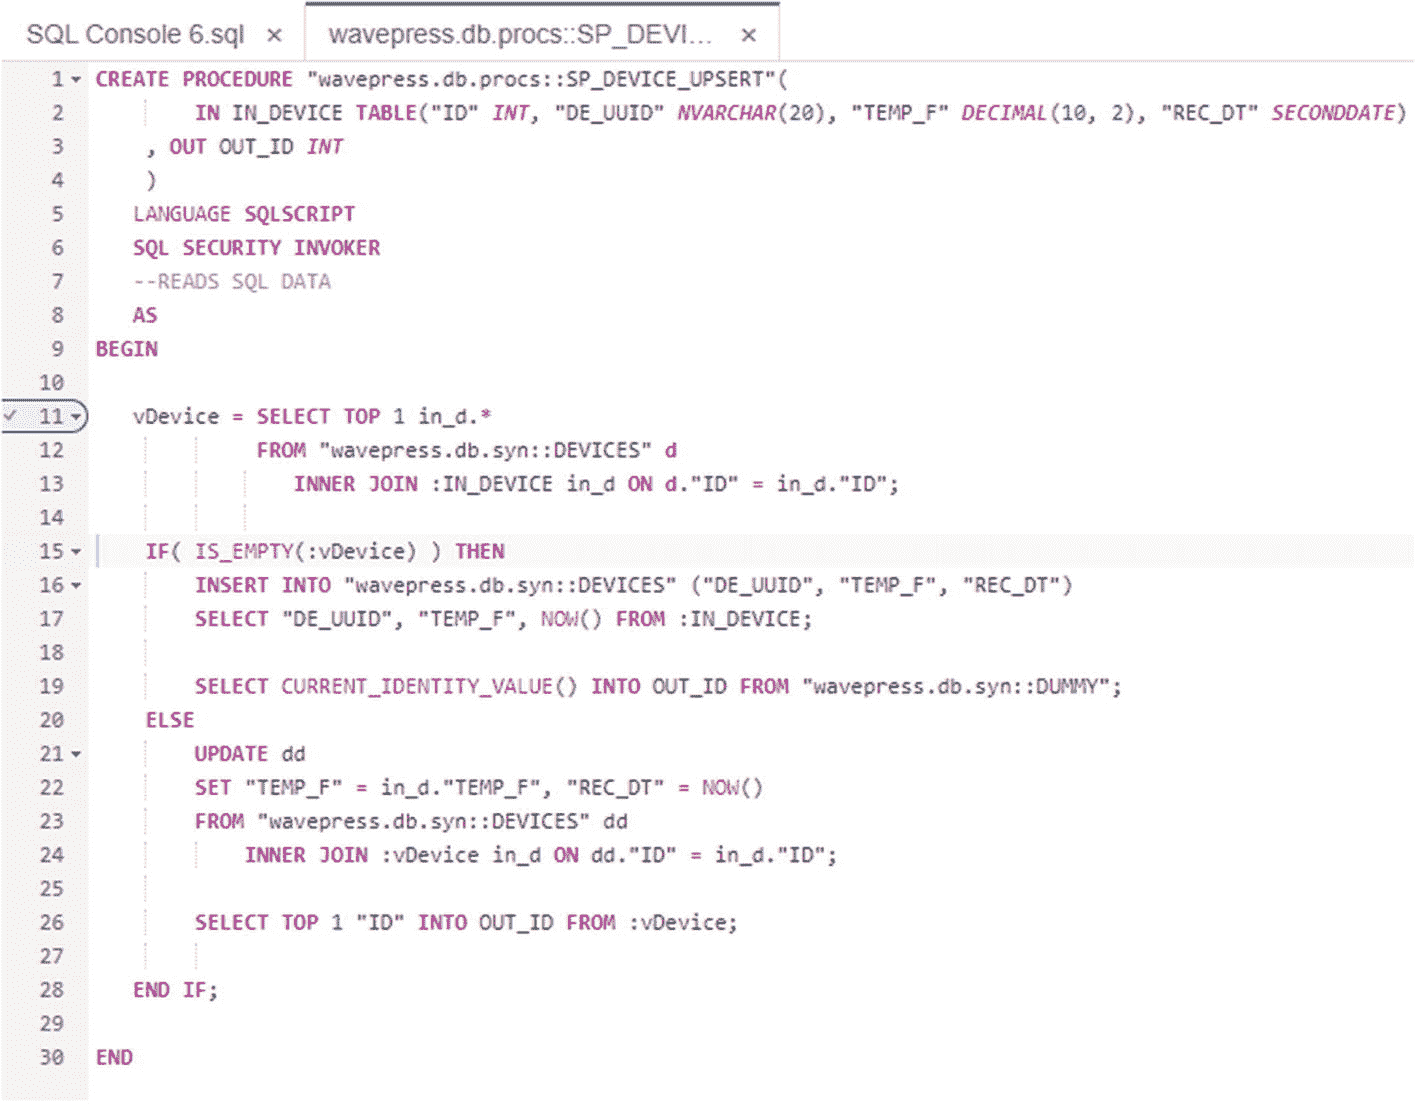 SQL Console 6.sql × wavepress.db.procs::SP_DEVI... ×
1 CREATE PROCEDURE "wavepress.db.procs::SP_DEVICE_UPSERT"(
2 IN IN_DEVICE TABLE("ID" INT, "DE_UUID" NVARCHAR(20), "TEMP_F" DECIMAL(10, 2), "REC_DT" SECONDDATE)
3 , OUT OUT_ID INT
4 )
5 LANGUAGE SQLSCRIPT
6 SQL SECURITY INVOKER
7 --READS SQL DATA
8 AS
9 BEGIN
10
11 vDevice = SELECT TOP 1 in_d.*
12 FROM "wavepress.db.syn::DEVICES" d
13 INNER JOIN :IN_DEVICE in_d ON d."ID" = in_d."ID";
14
15 IF( IS_EMPTY(:vDevice) ) THEN
16 INSERT INTO "wavepress.db.syn::DEVICES" ("DE_UUID", "TEMP_F", "REC_DT")
17 SELECT "DE_UUID", "TEMP_F", NOW() FROM :IN_DEVICE;
18
19 SELECT CURRENT_IDENTITY_VALUE() INTO OUT_ID FROM "wavepress.db.syn::DUMMY";
20 ELSE
21 UPDATE dd
22 SET "TEMP_F" = in_d."TEMP_F", "REC_DT" = NOW()
23 FROM "wavepress.db.syn::DEVICES" dd
24 INNER JOIN :vDevice in_d ON dd."ID" = in_d."ID";
25
26 SELECT TOP 1 "ID" INTO OUT_ID FROM :vDevice;
27
28 END IF;
29
30 END